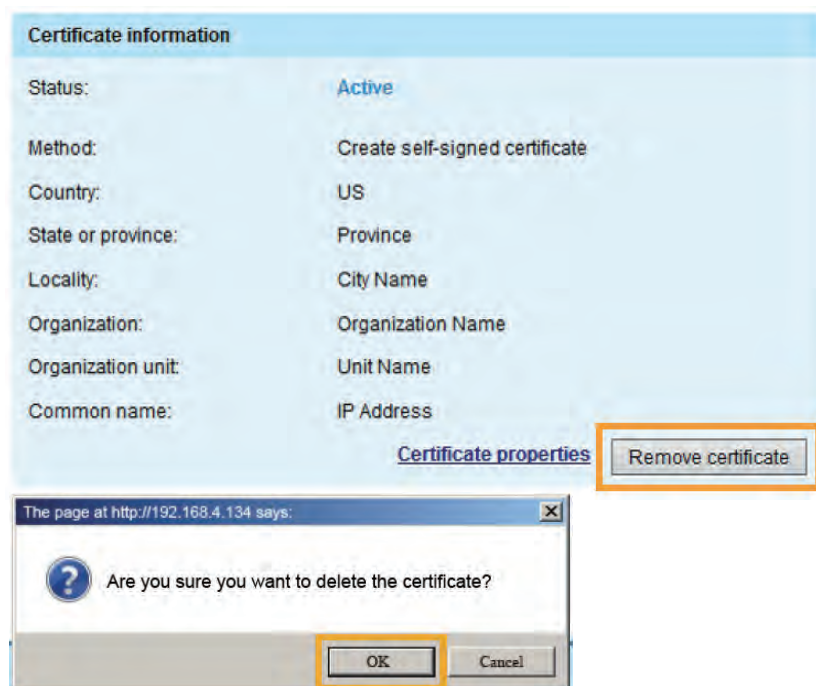 Certificate information
Status: Active
Method: Create self-signed certificate
Country: US
State or province: Province
Locality: City Name
Organization: Organization Name
Organization unit: Unit Name
Common name: IP Address
Certificate properties Remove certificate
The page at http://192.168.4.134 says:
Are you sure you want to delete the certificate?
OK Cancel